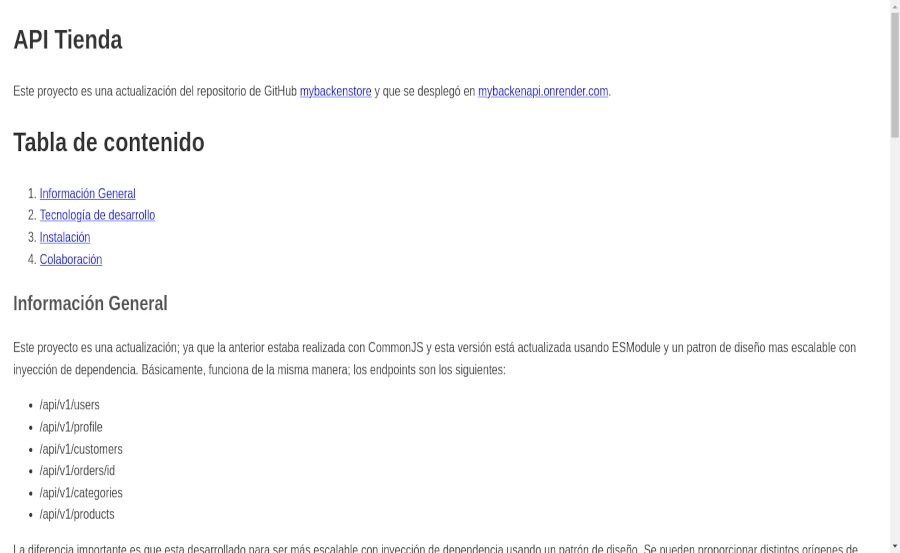 API Tienda
Este proyecto es una actualización del repositorio de GitHub mybackenstore y que se desplegó en mybackenapi.onrender.com.
Tabla de contenido
1. Información General
2. Tecnología de desarrollo
3. Instalación
4. Colaboración
Información General
Este proyecto es una actualización; ya que la anterior estaba realizada con CommonJS y esta versión está actualizada usando ESModule y un patron de diseño mas escalable con
inyección de dependencia. Básicamente, funciona de la misma manera; los endpoints son los siguientes:
• /api/v1/users
• /api/v1/profile
• /api/v1/customers
• /api/v1/orders/id
• /api/v1/categories
• /api/v1/products
La diferencia importante es que esta desarrollado para ser más escalable con inyección de dependencia usando un patrón de diseño. Se pueden proporcionar distintos orígenes de